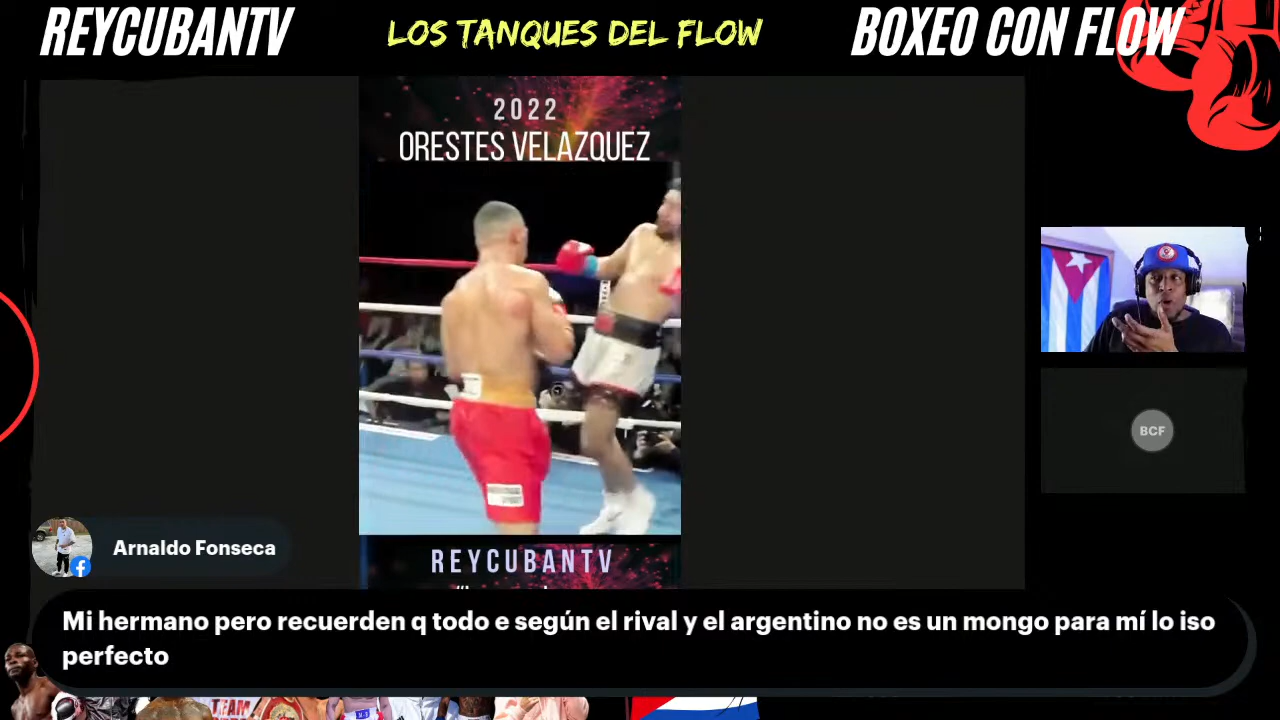 REYCUBANTV
LOS TANQUES DEL FLOW
BOXEO CON FLOW
2022
ORESTES VELAZQUEZ
BCF
REYCUBANTV
Arnaldo Fonseca
Mi hermano pero recuerden q todo e según el rival y el argentino no es un mongo para mí lo iso
perfecto
TEAM